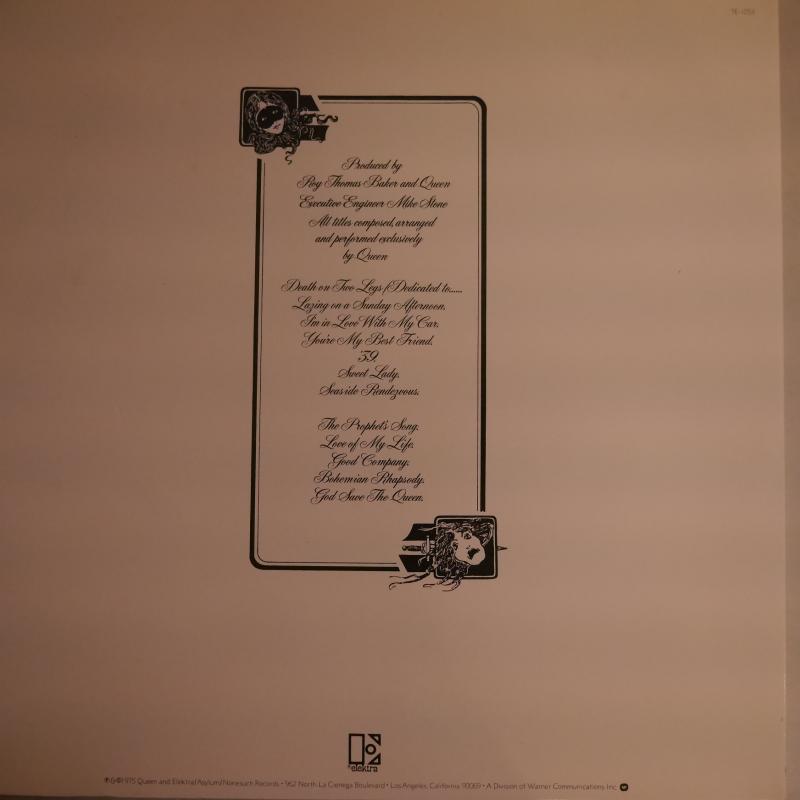 7E-1053
Produced by
Roy Thomas Baker and Queen
Executive Engineer Mike Stone
All titles composed, arranged
and performed exclusively
by Queen
Death on Two Legs (Dedicated to......
Lazing on a Sunday Afternoon.
I'm in Love With My Car.
You're My Best Friend.
'39.
Sweet Lady.
Seaside Rendezvous.
The Prophet's Song.
Love of My Life.
Good Company.
Bohemian Rhapsody.
God Save The Queen.
elektra
℗&©1975 Queen and Elektra/Asylum/Nonesuch Records • 962 North La Cienega Boulevard • Los Angeles, California 90069 • A Division of Warner Communications Inc.